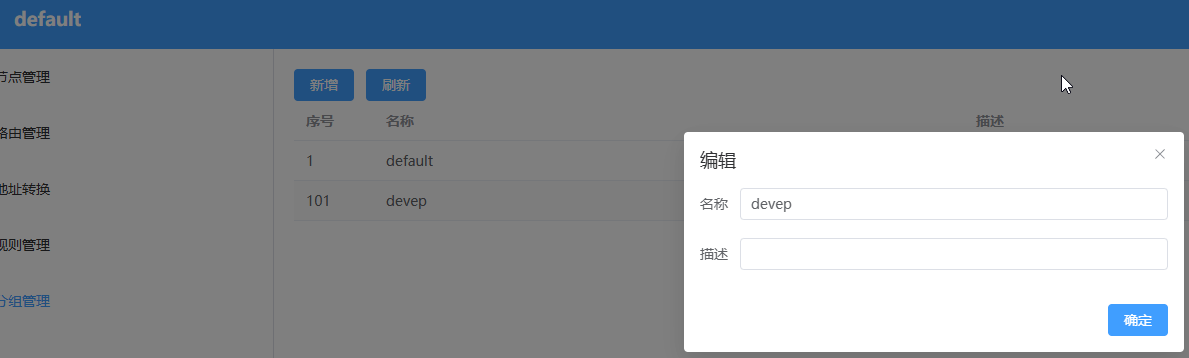 default
节点管理
路由管理
地址转换
规则管理
分组管理
新增 刷新
序号 名称 描述
1 default
101 devep
编辑
名称 devep
描述
确定